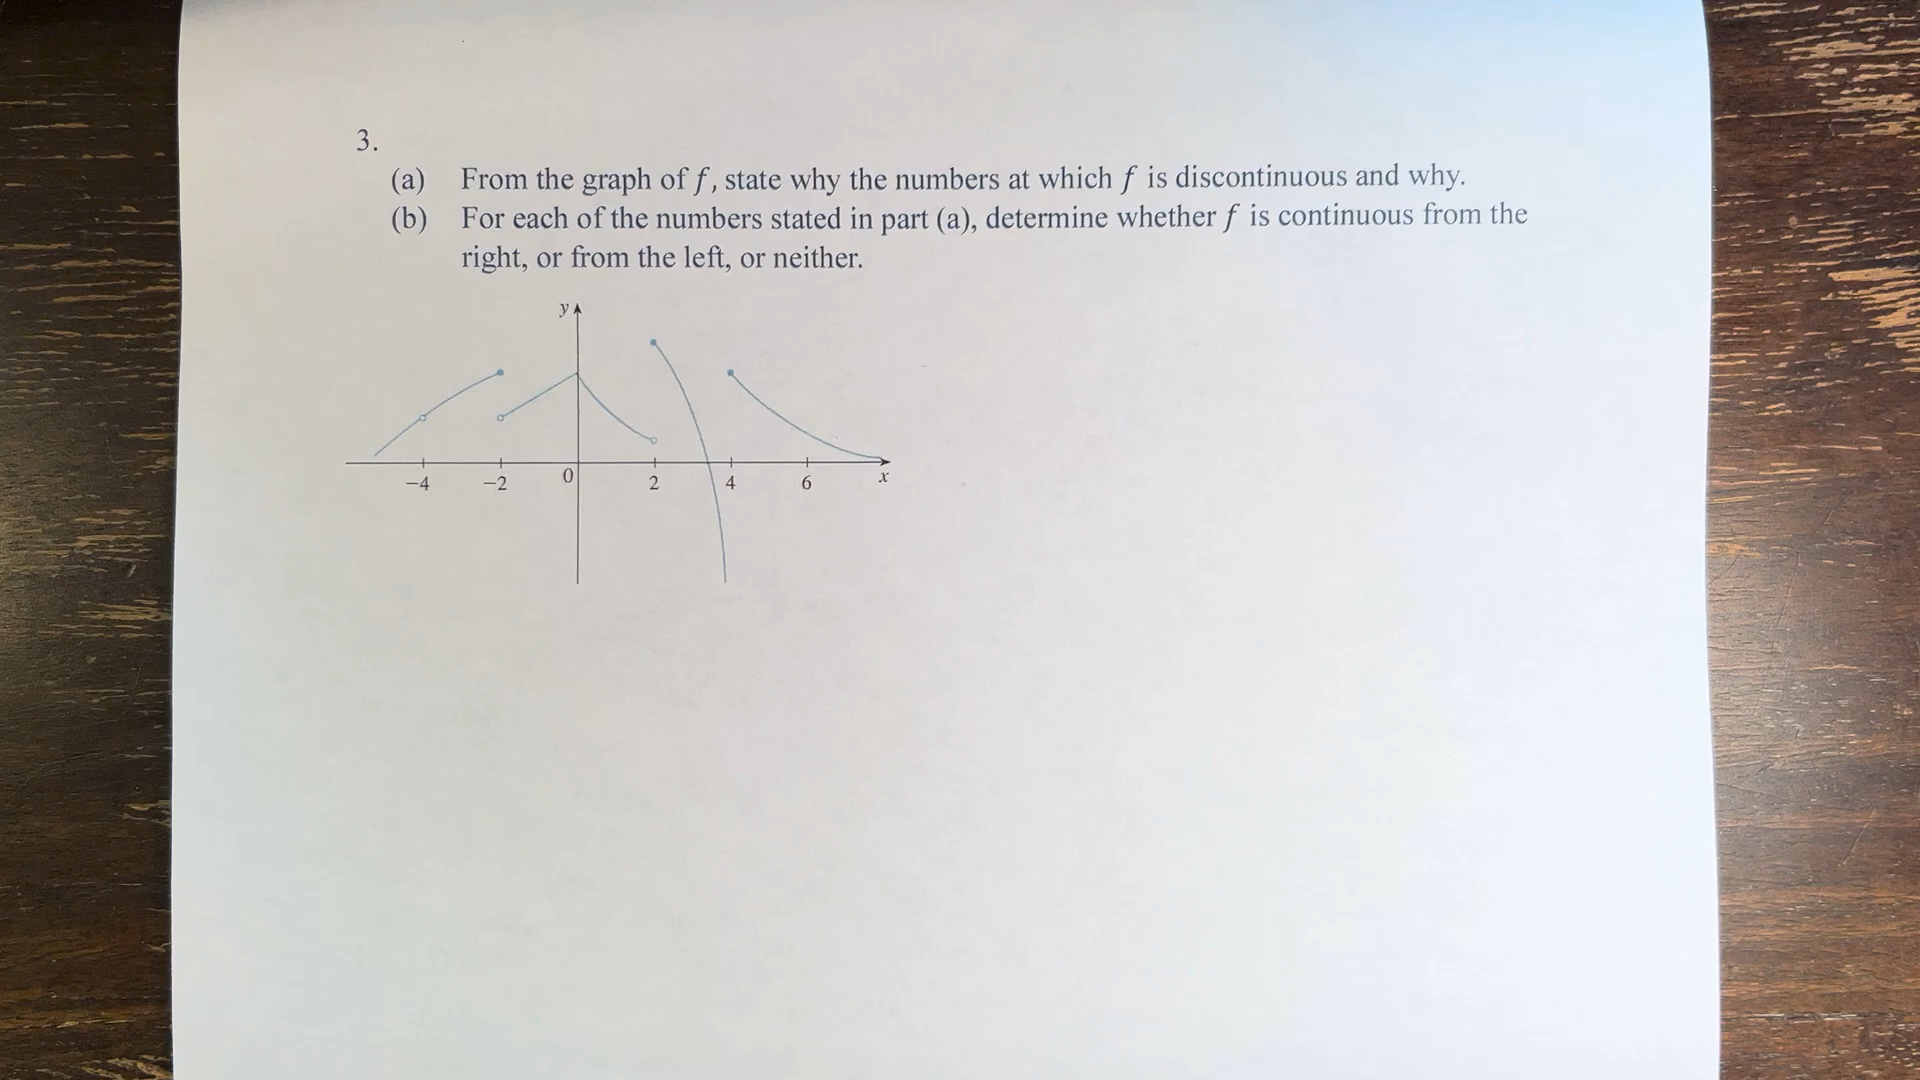 3.
(a) From the graph of f, state why the numbers at which f is discontinuous and why.
(b) For each of the numbers stated in part (a), determine whether f is continuous from the
right, or from the left, or neither.
y
−4 −2 0 2 4 6 x